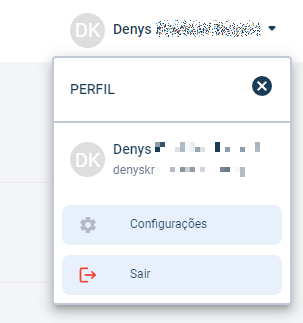 DK
Denys
PERFIL
DK
Denys
denyskr
Configurações
Sair